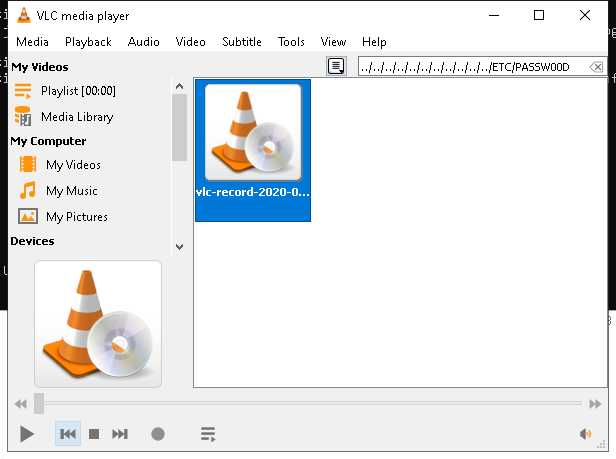 VLC media player
Media Playback Audio Video Subtitle Tools View Help
My Videos
../../../../../../../../../../../ETC/PASSW00D
Playlist [00:00]
Media Library
My Computer
My Videos
My Music
My Pictures
Devices
vlc-record-2020-0...